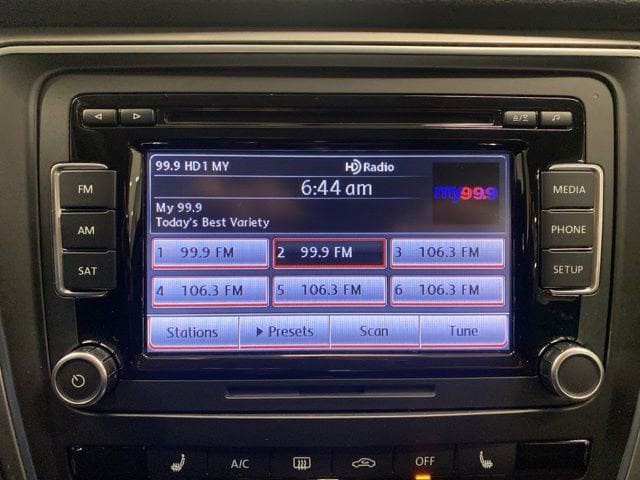 99.9 HD1 MY HD Radio
6:44 am
my99.9
My 99.9
Today's Best Variety
1 99.9 FM 2 99.9 FM 3 106.3 FM
4 106.3 FM 5 106.3 FM 6 106.3 FM
Stations Presets Scan Tune
FM
AM
SAT
MEDIA
PHONE
SETUP
A/C OFF